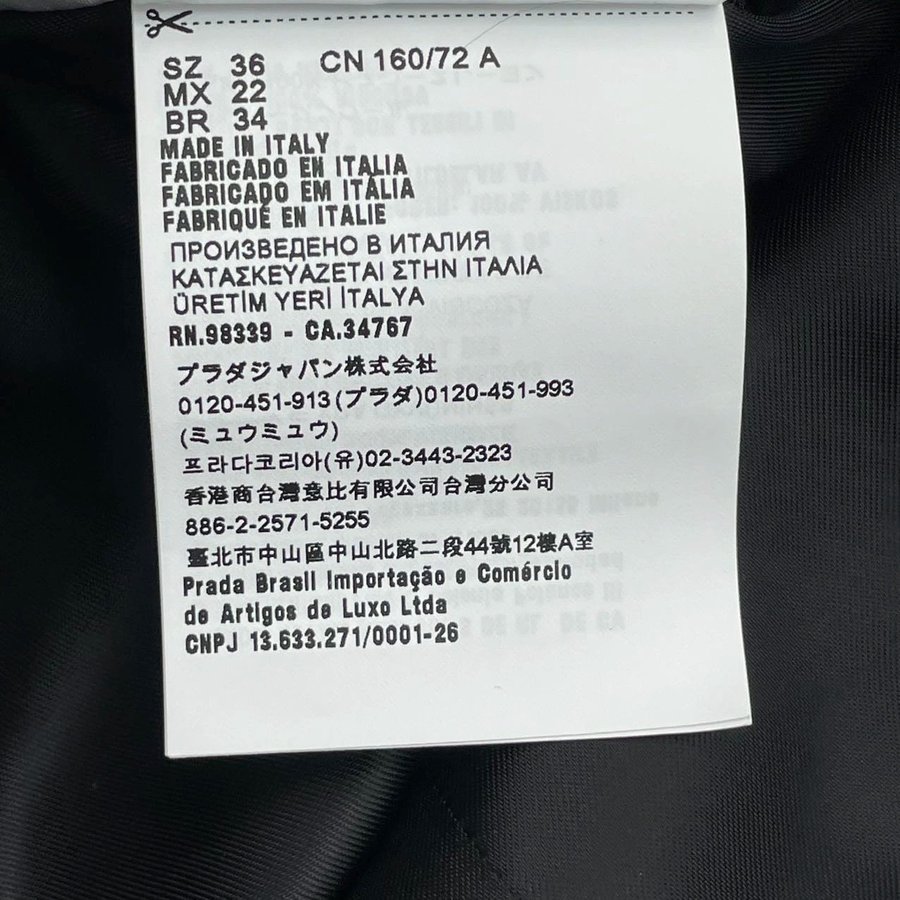 SZ 36 CN 160/72 A
MX 22
BR 34
MADE IN ITALY
FABRICADO EN ITALIA
FABRICADO EM ITÁLIA
FABRIQUÉ EN ITALIE
ПРОИЗВЕДЕНО В ИТАЛИЯ
ΚΑΤΑΣΚΕΥΑΖΕΤΑΙ ΣΤΗΝ ΙΤΑΛΙΑ
ÜRETİM YERİ İTALYA
RN.98339 - CA.34767
プラダジャパン株式会社
0120-451-913(プラダ)0120-451-993
(ミュウミュウ)
프라다코리아(유)02-3443-2323
香港商台灣意比有限公司台灣分公司
886-2-2571-5255
臺北市中山區中山北路二段44號12樓A室
Prada Brasil Importação e Comércio
de Artigos de Luxo Ltda
CNPJ 13.633.271/0001-26